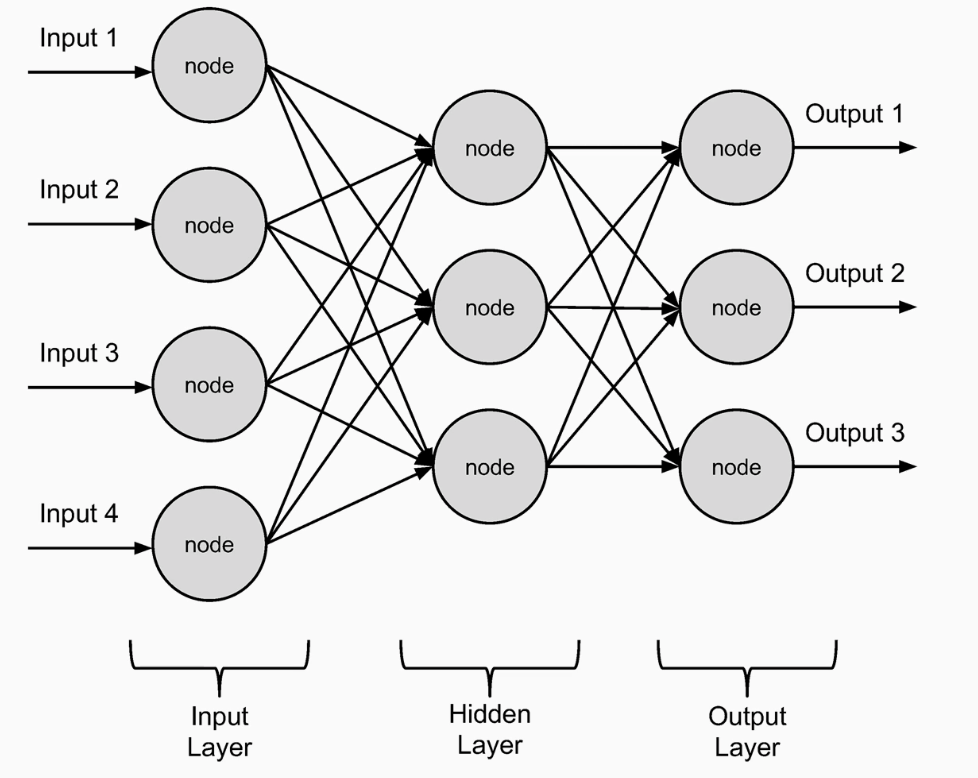 Input 1
node
Input 2
node
Input 3
node
Input 4
node
node
node
node
node
Output 1
node
Output 2
node
Output 3
Input
Layer
Hidden
Layer
Output
Layer